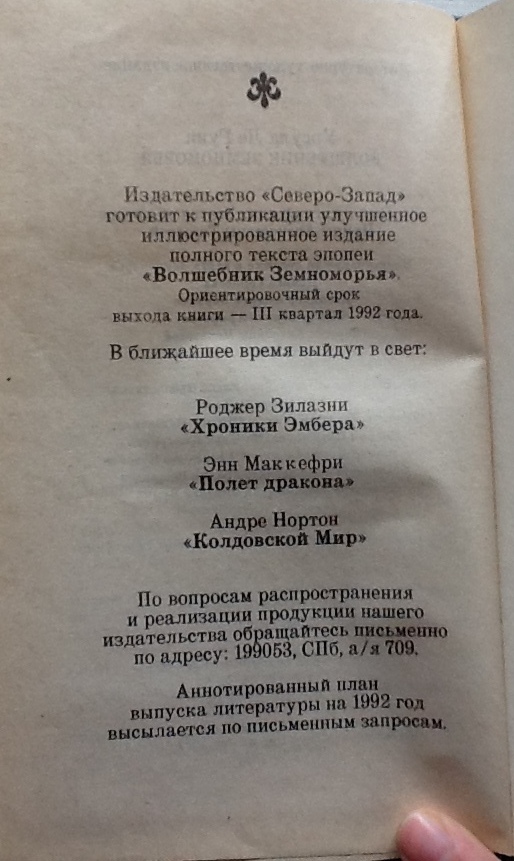 Издательство «Северо-Запад»
готовит к публикации улучшенное
иллюстрированное издание
полного текста эпопеи
«Волшебник Земноморья».
Ориентировочный срок
выхода книги — III квартал 1992 года.
В ближайшее время выйдут в свет:
Роджер Зилазни
«Хроники Эмбера»
Энн Маккефри
«Полет дракона»
Андре Нортон
«Колдовской Мир»
По вопросам распространения
и реализации продукции нашего
издательства обращайтесь письменно
по адресу: 199053, СПб, а/я 709.
Аннотированный план
выпуска литературы на 1992 год
высылается по письменным запросам.